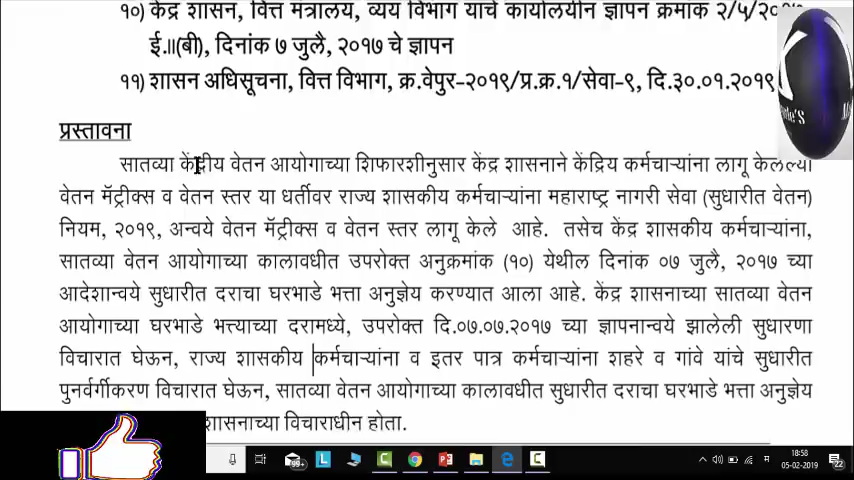 १०) केंद्र शासन, वित्त मंत्रालय, व्यय विभाग यांचे कार्यालयीन ज्ञापन क्रमांक २/५/२०१७
ई.II(बी), दिनांक ७ जुलै, २०१७ चे ज्ञापन
११) शासन अधिसूचना, वित्त विभाग, क्र.वेपुर-२०१९/प्र.क्र.१/सेवा-९, दि.३०.०१.२०१९
प्रस्तावना
सातव्या केंद्रीय वेतन आयोगाच्या शिफारशीनुसार केंद्र शासनाने केंद्रिय कर्मचाऱ्यांना लागू केलेल्या
वेतन मॅट्रीक्स व वेतन स्तर या धर्तीवर राज्य शासकीय कर्मचाऱ्यांना महाराष्ट्र नागरी सेवा (सुधारीत वेतन)
नियम, २०१९, अन्वये वेतन मॅट्रीक्स व वेतन स्तर लागू केले आहे. तसेच केंद्र शासकीय कर्मचाऱ्यांना,
सातव्या वेतन आयोगाच्या कालावधीत उपरोक्त अनुक्रमांक (१०) येथील दिनांक ०७ जुलै, २०१७ च्या
आदेशान्वये सुधारीत दराचा घरभाडे भत्ता अनुज्ञेय करण्यात आला आहे. केंद्र शासनाच्या सातव्या वेतन
आयोगाच्या घरभाडे भत्त्याच्या दरामध्ये, उपरोक्त दि.०७.०७.२०१७ च्या ज्ञापनान्वये झालेली सुधारणा
विचारात घेऊन, राज्य शासकीय कर्मचाऱ्यांना व इतर पात्र कर्मचाऱ्यांना शहरे व गांवे यांचे सुधारीत
पुनर्वर्गीकरण विचारात घेऊन, सातव्या वेतन आयोगाच्या कालावधीत सुधारीत दराचा घरभाडे भत्ता अनुज्ञेय
शासनाच्या विचाराधीन होता.
99+
म
18:58
05-02-2019
22